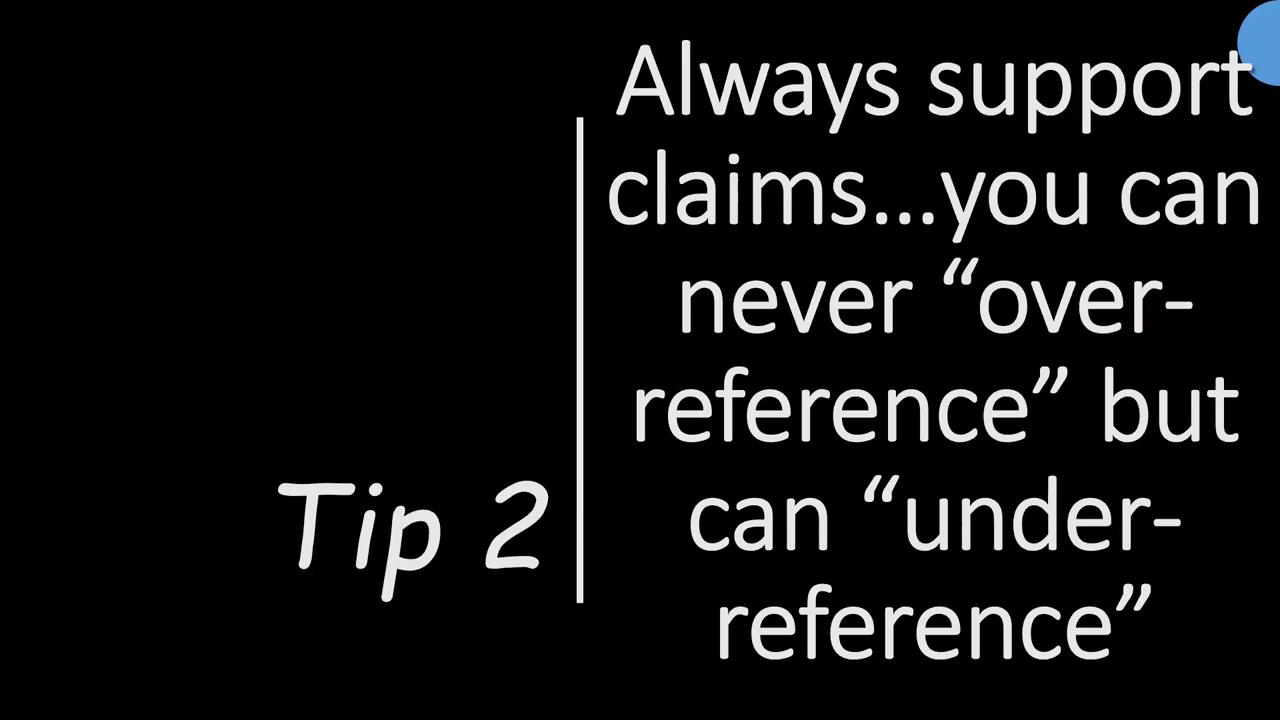 Tip 2
Always support
claims...you can
never “over-
reference” but
can “under-
reference”